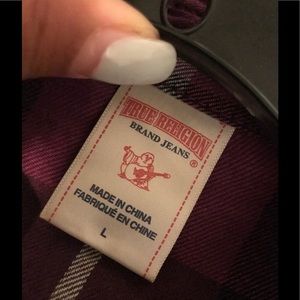 TRUE RELIGION
BRAND JEANS
®
MADE IN CHINA
FABRIQUÉ EN CHINE
L